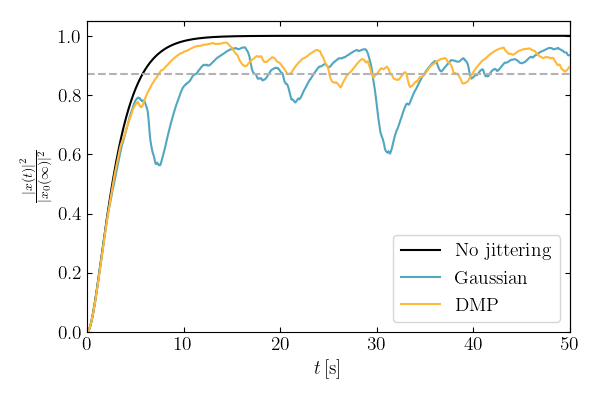 1.0
0.8
0.6
0.4
0.2
0.0
|x(t)|²
|x₀(∞)|²
No jittering
Gaussian
DMP
0 10 20 30 40 50
t [s]